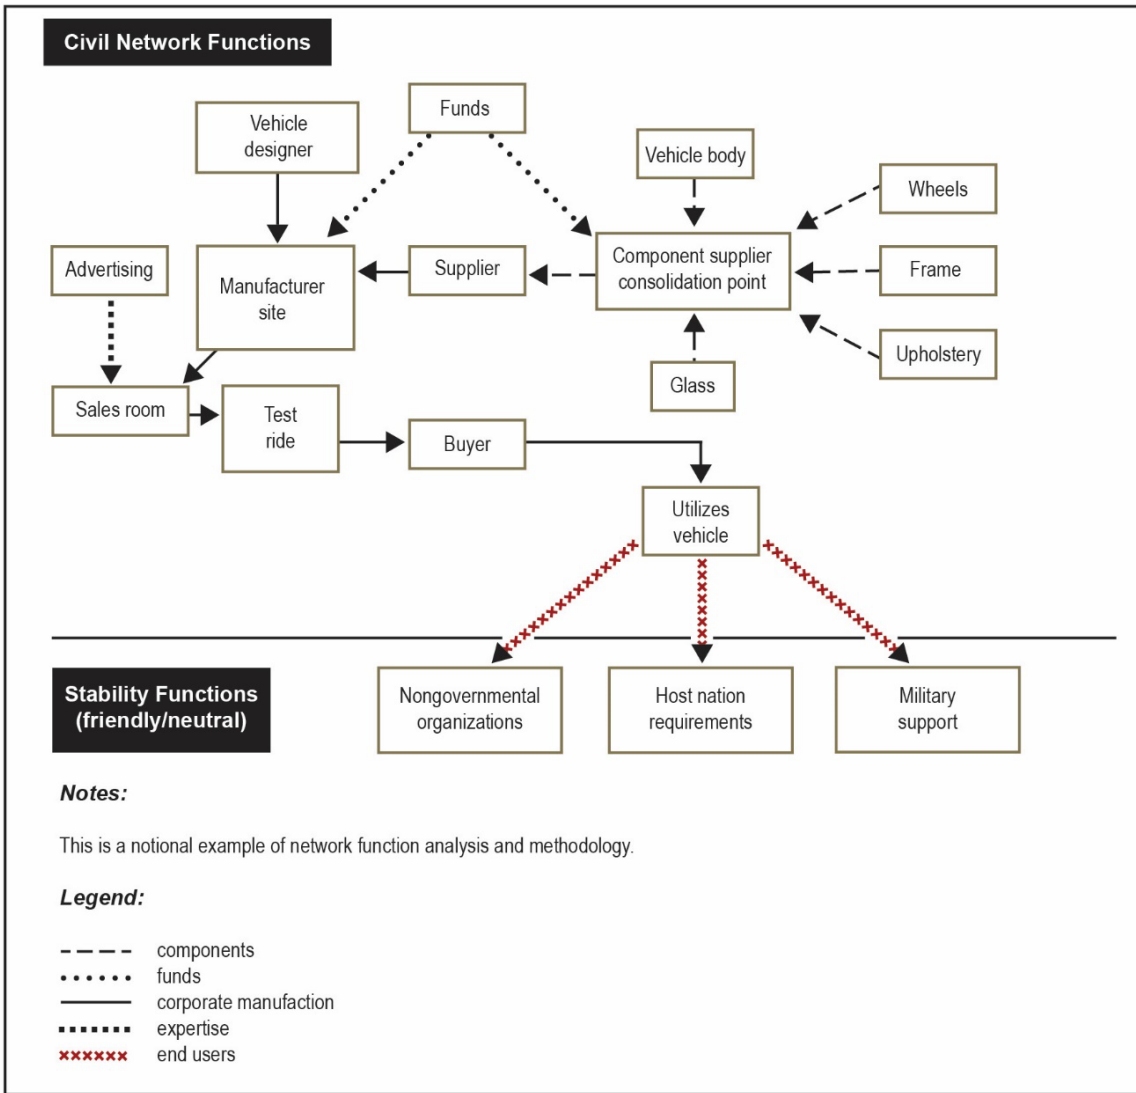 Civil Network Functions
Funds
Vehicle
designer
Vehicle body
Wheels
Advertising
Manufacturer
site
Supplier
Component supplier
consolidation point
Frame
Upholstery
Glass
Sales room
Test
ride
Buyer
Utilizes
vehicle
Stability Functions
(friendly/neutral)
Nongovernmental
organizations
Host nation
requirements
Military
support
Notes:
This is a notional example of network function analysis and methodology.
Legend:
components
funds
corporate manufaction
expertise
end users